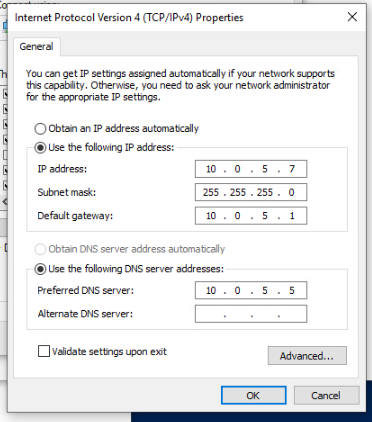 Internet Protocol Version 4 (TCP/IPv4) Properties
General
You can get IP settings assigned automatically if your network supports
this capability. Otherwise, you need to ask your network administrator
for the appropriate IP settings.
Obtain an IP address automatically
Use the following IP address:
IP address: 10 . 0 . 5 . 7
Subnet mask: 255 . 255 . 255 . 0
Default gateway: 10 . 0 . 5 . 1
Obtain DNS server address automatically
Use the following DNS server addresses:
Preferred DNS server: 10 . 0 . 5 . 5
Alternate DNS server: . . .
Validate settings upon exit
Advanced...
OK Cancel